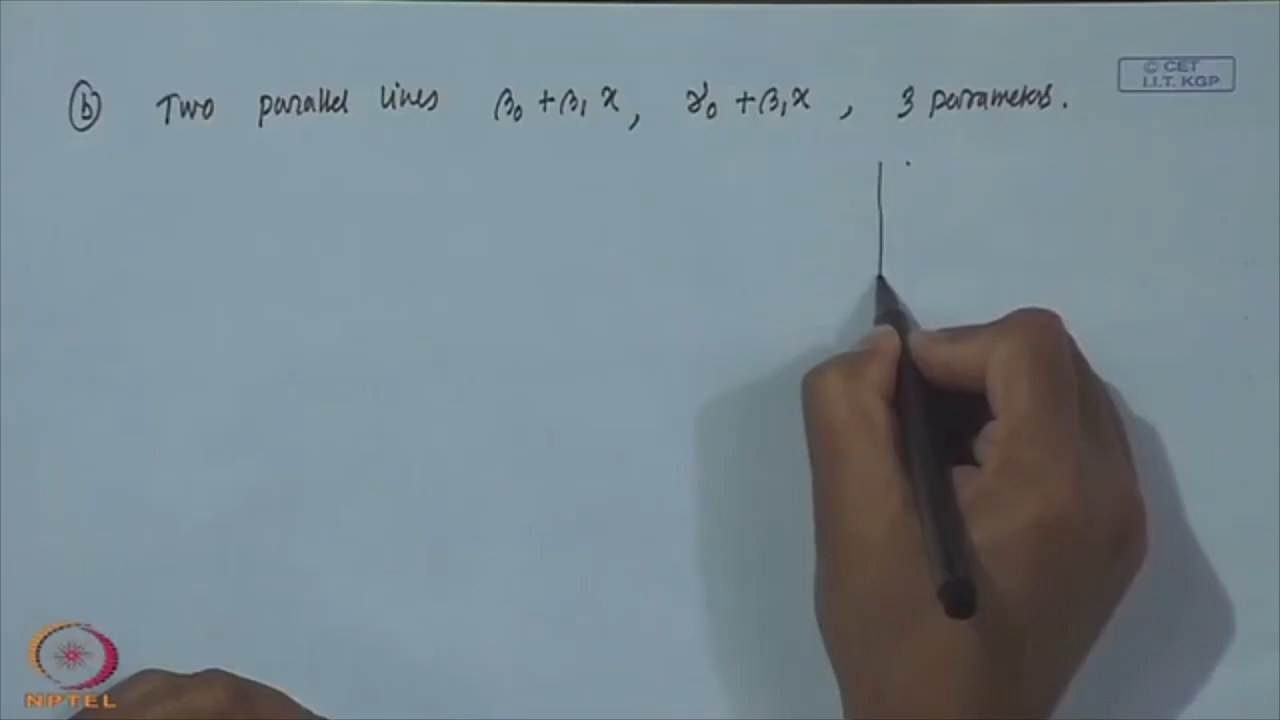 ⓑ Two parallel lines β₀ + β₁ x, γ₀ + β₁ x, 3 parameters.
© CET
I.I.T. KGP
NPTEL